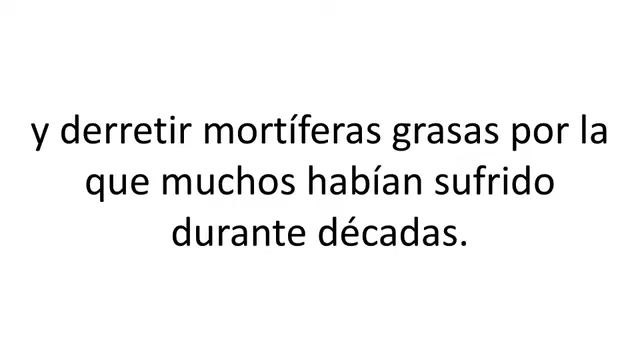 y derretir mortíferas grasas por la
que muchos habían sufrido
durante décadas.